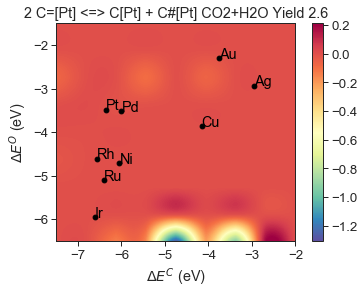 2 C=[Pt] <=> C[Pt] + C#[Pt] CO2+H2O Yield 2.6
0.2
0.0
−0.2
−0.4
−0.6
−0.8
−1.0
−1.2
−2
−3
−4
−5
−6
ΔE^O (eV)
Au
Ag
Pt
Pd
Cu
Rh
Ni
Ru
Ir
−7
−6
−5
−4
−3
−2
ΔE^C (eV)